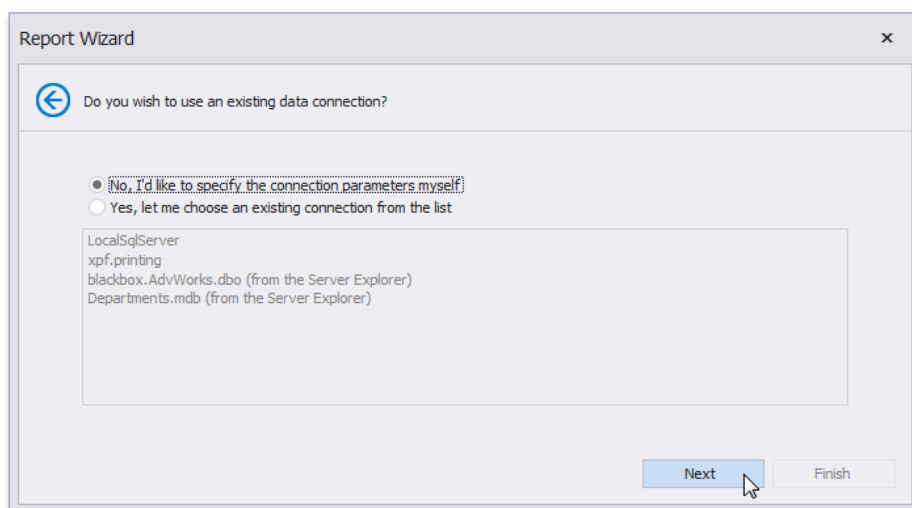 Report Wizard
Do you wish to use an existing data connection?
No, I'd like to specify the connection parameters myself
Yes, let me choose an existing connection from the list
LocalSqlServer
xpf.printing
blackbox.AdvWorks.dbo (from the Server Explorer)
Departments.mdb (from the Server Explorer)
Next
Finish